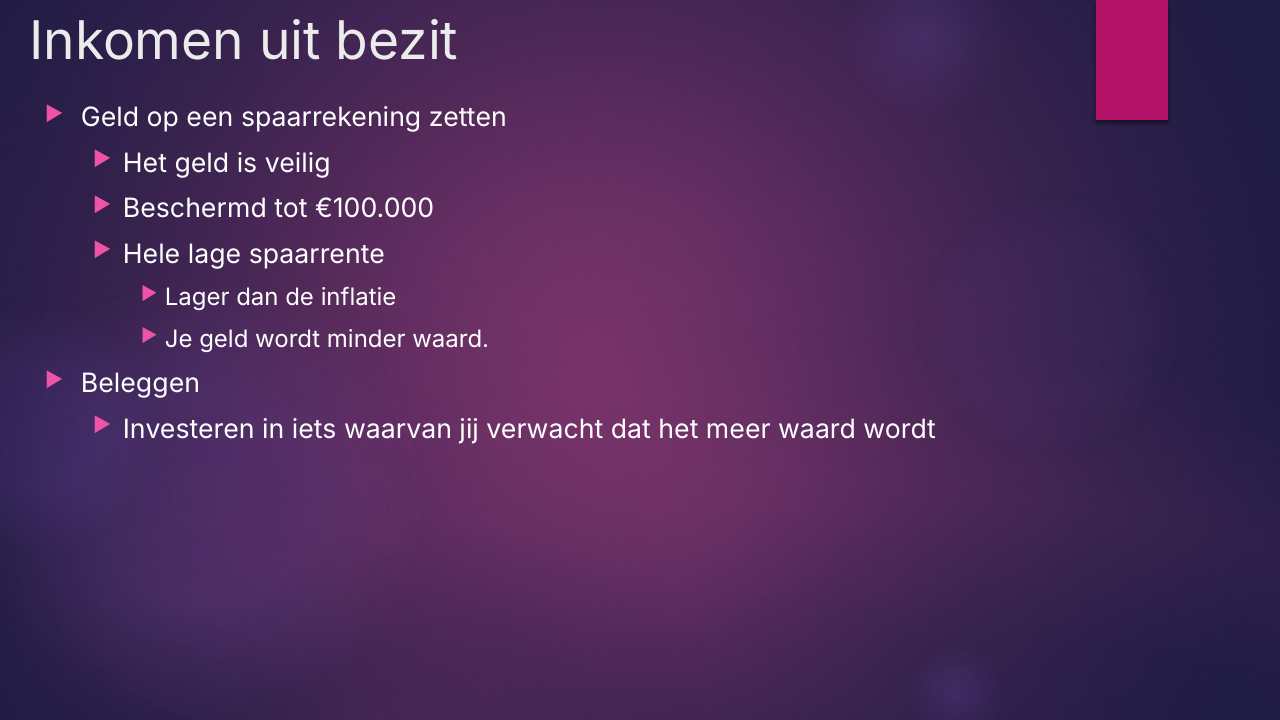 Inkomen uit bezit
Geld op een spaarrekening zetten
Het geld is veilig
Beschermd tot €100.000
Hele lage spaarrente
Lager dan de inflatie
Je geld wordt minder waard.
Beleggen
Investeren in iets waarvan jij verwacht dat het meer waard wordt